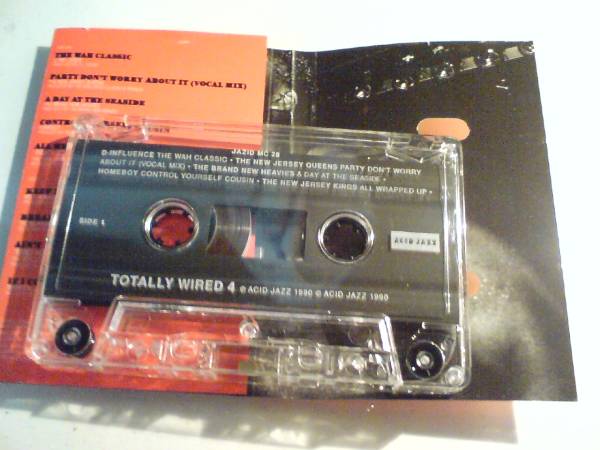 THE WAH CLASSIC
PARTY DON'T WORRY ABOUT IT (VOCAL MIX)
A DAY AT THE SEASIDE
JAZID MC 28
D-INFLUENCE THE WAH CLASSIC • THE NEW JERSEY QUEENS PARTY DON'T WORRY
ABOUT IT (VOCAL MIX) • THE BRAND NEW HEAVIES A DAY AT THE SEASIDE •
HOMEBOY CONTROL YOURSELF COUSIN • THE NEW JERSEY KINGS ALL WRAPPED UP •
SIDE 1
ACID JAZZ
TOTALLY WIRED 4 ℗ ACID JAZZ 1990 © ACID JAZZ 1990